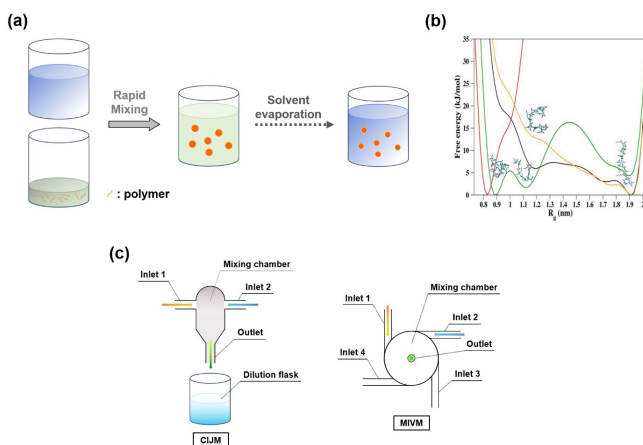 (a)
Rapid
Mixing
Solvent
evaporation
: polymer
(b)
Free energy (kJ/mol)
35
30
25
20
15
10
5
0
0.8 0.9 1 1.1 1.2 1.3 1.4 1.5 1.6 1.7 1.8 1.9 2
Rg (nm)
(c)
Mixing chamber
Inlet 1
Inlet 2
Outlet
Dilution flask
CIJM
Mixing chamber
Inlet 1
Inlet 2
Outlet
Inlet 4
Inlet 3
MIVM